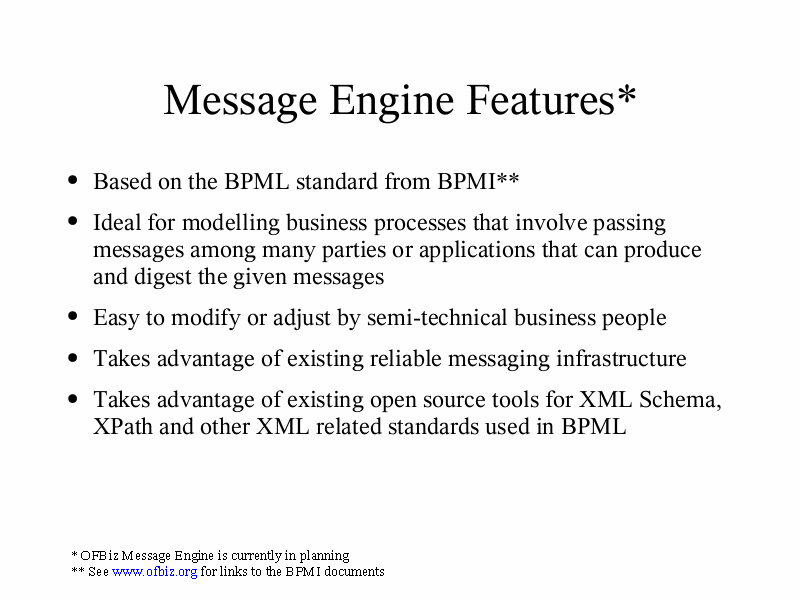 Message Engine Features*
• Based on the BPML standard from BPMI**
• Ideal for modelling business processes that involve passing
messages among many parties or applications that can produce
and digest the given messages
• Easy to modify or adjust by semi-technical business people
• Takes advantage of existing reliable messaging infrastructure
• Takes advantage of existing open source tools for XML Schema,
XPath and other XML related standards used in BPML
* OFBiz Message Engine is currently in planning
** See www.ofbiz.org for links to the BPMI documents